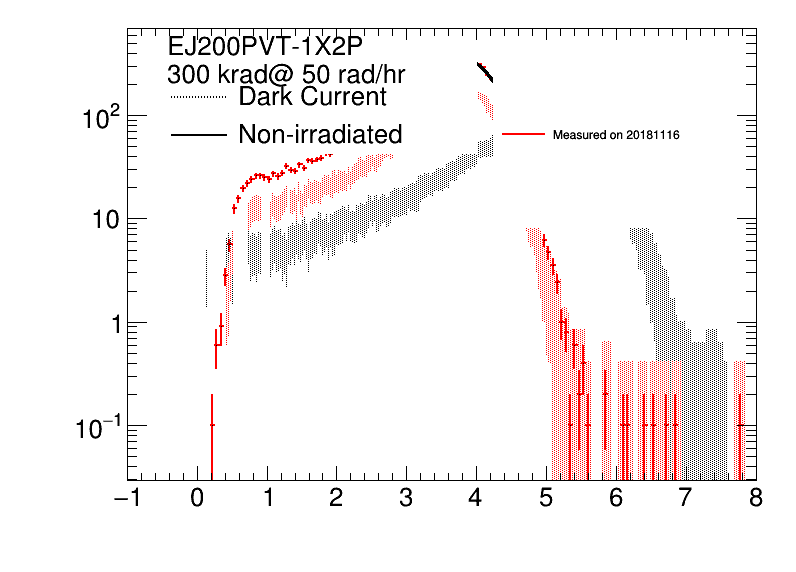 EJ200PVT-1X2P
300 krad@ 50 rad/hr
Dark Current
Non-irradiated
Measured on 20181116
10²
10
1
10⁻¹
−1 0 1 2 3 4 5 6 7 8